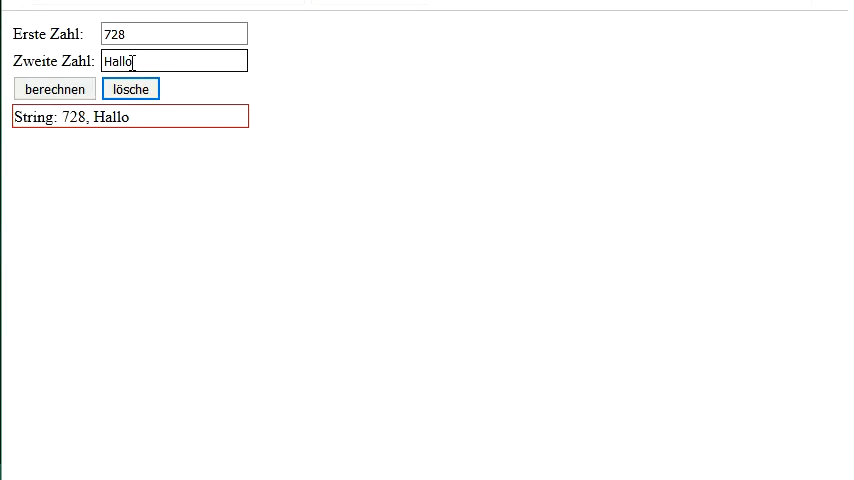 Erste Zahl: 728
Zweite Zahl: Hallo
berechnen lösche
String: 728, Hallo